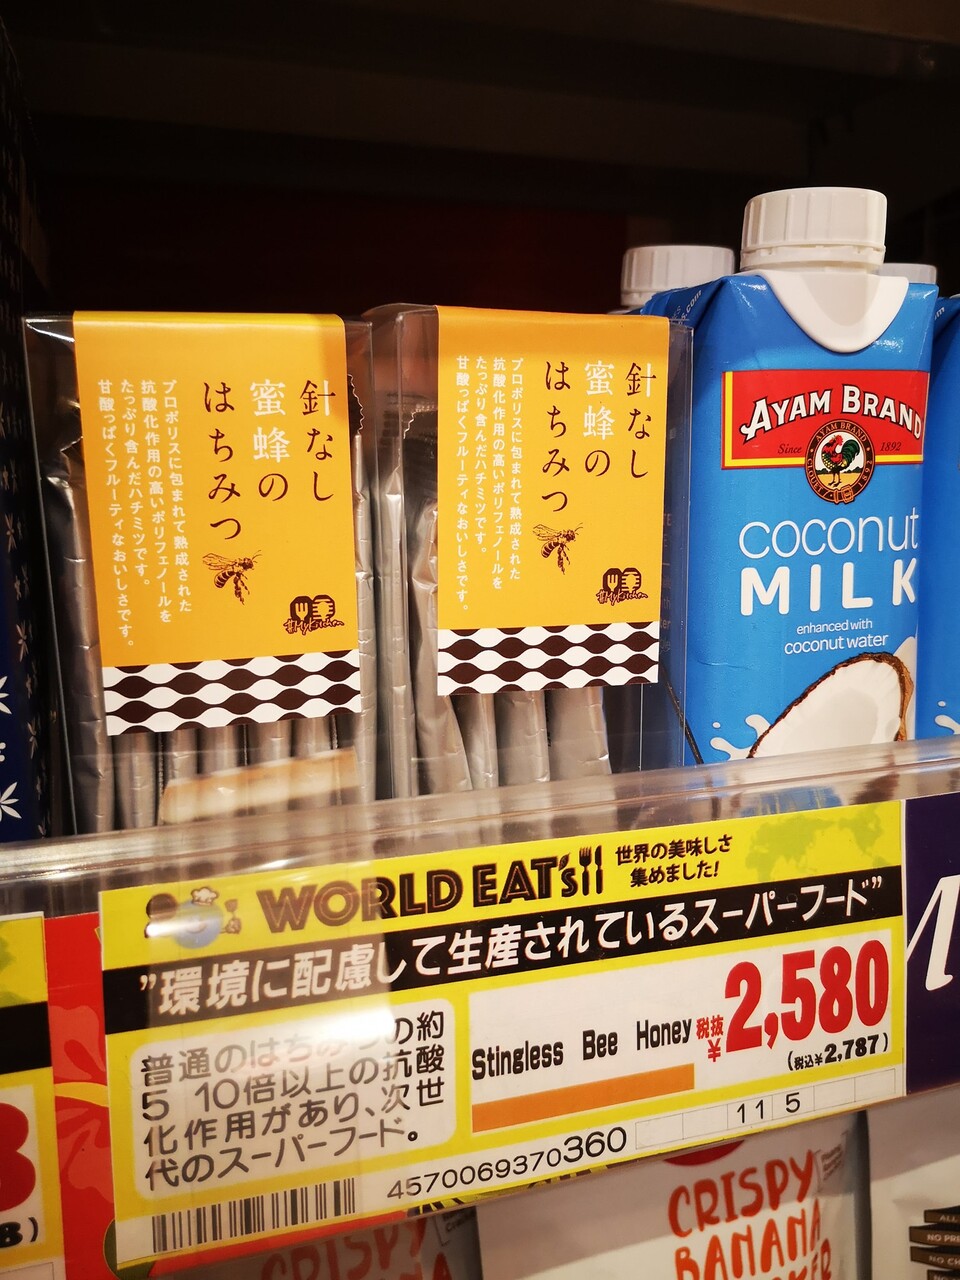 針なし
蜜蜂の
はちみつ
プロポリスに包まれて熟成された
抗酸化作用の高いポリフェノールを
たっぷり含んだハチミツです。
甘酸っぱくフルーティなおいしさです。
#MyKitchen
針なし
蜜蜂の
はちみつ
プロポリスに包まれて熟成された
抗酸化作用の高いポリフェノールを
たっぷり含んだハチミツです。
甘酸っぱくフルーティなおいしさです。
#MyKitchen
AYAM BRAND
Since 1892
AYAM BRAND
coconut
MILK
enhanced with
coconut water
WORLD EAT's
世界の美味しさ
集めました!
"環境に配慮して生産されているスーパーフード"
普通のはちみつの約
5 10倍以上の抗酸
化作用があり、次世
代のスーパーフード。
Stingless Bee Honey
税抜
¥2,580
(税込¥2,787)
11 5
4570069370360
CRISPY
BANANA